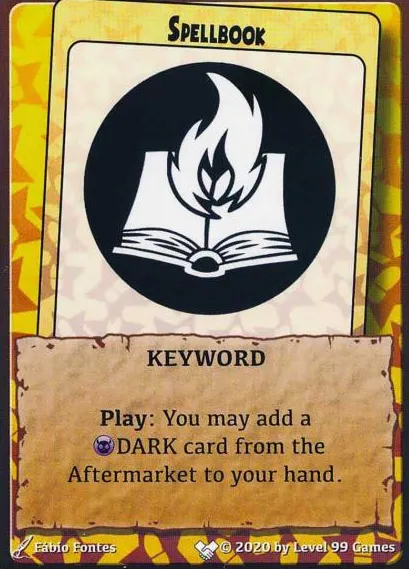 SPELLBOOK
KEYWORD
Play: You may add a
DARK card from the
Aftermarket to your hand.
Fábio Fontes
© 2020 by Level 99 Games